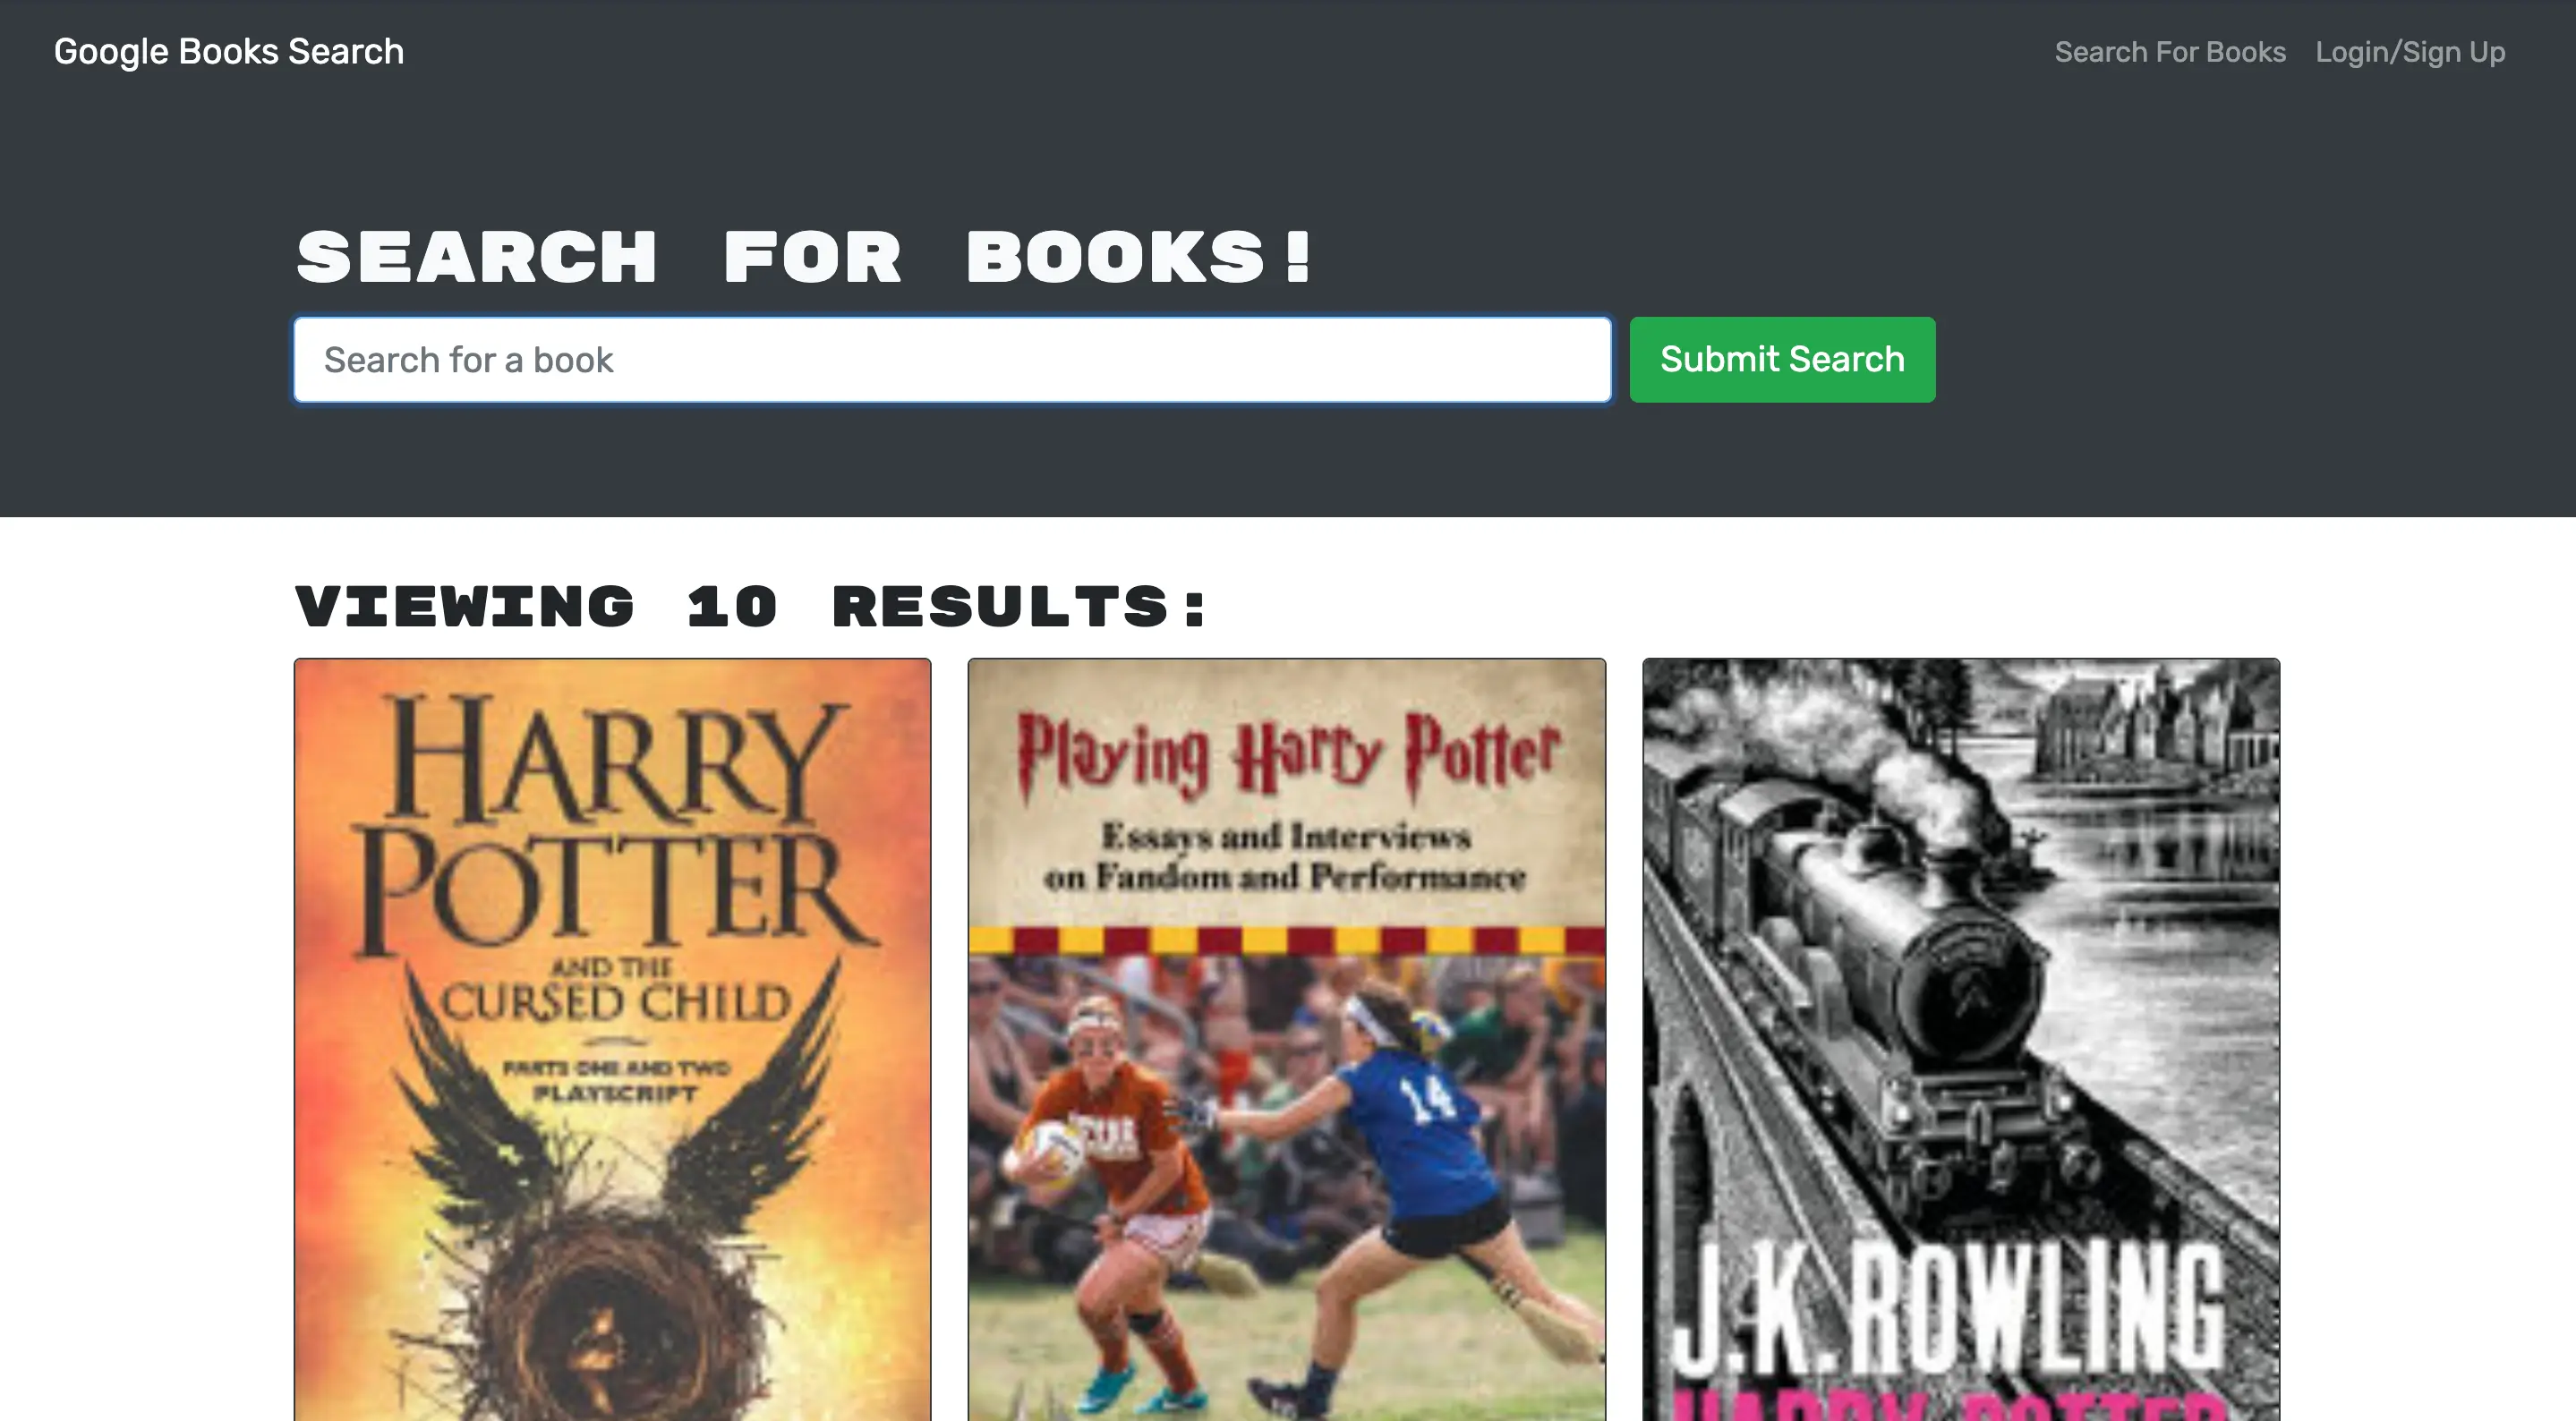 Google Books Search
Search For Books
Login/Sign Up
SEARCH FOR BOOKS!
Search for a book
Submit Search
VIEWING 10 RESULTS:
HARRY
POTTER
AND THE
CURSED CHILD
PARTS ONE AND TWO
PLAYSCRIPT
Playing Harry Potter
Essays and Interviews
on Fandom and Performance
14
J.K.ROWLING
HARRY POTTER